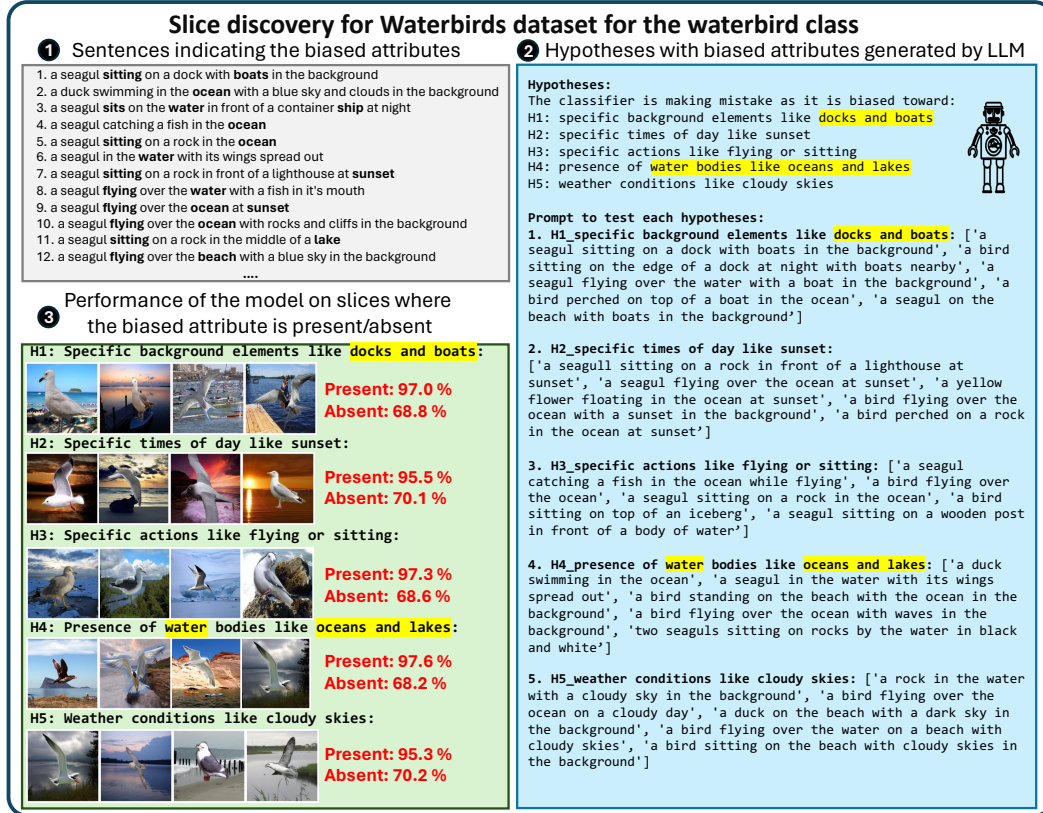 Slice discovery for Waterbirds dataset for the waterbird class
1 Sentences indicating the biased attributes
1. a seagul sitting on a dock with boats in the background
2. a duck swimming in the ocean with a blue sky and clouds in the background
3. a seagul sits on the water in front of a container ship at night
4. a seagul catching a fish in the ocean
5. a seagul sitting on a rock in the ocean
6. a seagul in the water with its wings spread out
7. a seagul sitting on a rock in front of a lighthouse at sunset
8. a seagul flying over the water with a fish in it's mouth
9. a seagul flying over the ocean at sunset
10. a seagul flying over the ocean with rocks and cliffs in the background
11. a seagul sitting on a rock in the middle of a lake
12. a seagul flying over the beach with a blue sky in the background
....
3 Performance of the model on slices where
the biased attribute is present/absent
H1: Specific background elements like docks and boats:
Present: 97.0 %
Absent: 68.8 %
H2: Specific times of day like sunset:
Present: 95.5 %
Absent: 70.1 %
H3: Specific actions like flying or sitting:
Present: 97.3 %
Absent: 68.6 %
H4: Presence of water bodies like oceans and lakes:
Present: 97.6 %
Absent: 68.2 %
H5: Weather conditions like cloudy skies:
Present: 95.3 %
Absent: 70.2 %
2 Hypotheses with biased attributes generated by LLM
Hypotheses:
The classifier is making mistake as it is biased toward:
H1: specific background elements like docks and boats
H2: specific times of day like sunset
H3: specific actions like flying or sitting
H4: presence of water bodies like oceans and lakes
H5: weather conditions like cloudy skies
Prompt to test each hypotheses:
1. H1_specific background elements like docks and boats: ['a
seagul sitting on a dock with boats in the background', 'a bird
sitting on the edge of a dock at night with boats nearby', 'a
seagul flying over the water with a boat in the background', 'a
bird perched on top of a boat in the ocean', 'a seagul on the
beach with boats in the background']
2. H2_specific times of day like sunset:
['a seagull sitting on a rock in front of a lighthouse at
sunset', 'a seagul flying over the ocean at sunset', 'a yellow
flower floating in the ocean at sunset', 'a bird flying over the
ocean with a sunset in the background', 'a bird perched on a rock
in the ocean at sunset']
3. H3_specific actions like flying or sitting: ['a seagul
catching a fish in the ocean while flying', 'a bird flying over
the ocean', 'a seagul sitting on a rock in the ocean', 'a bird
sitting on top of an iceberg', 'a seagul sitting on a wooden post
in front of a body of water']
4. H4_presence of water bodies like oceans and lakes: ['a duck
swimming in the ocean', 'a seagul in the water with its wings
spread out', 'a bird standing on the beach with the ocean in the
background', 'a bird flying over the ocean with waves in the
background', 'two seaguls sitting on rocks by the water in black
and white']
5. H5_weather conditions like cloudy skies: ['a rock in the water
with a cloudy sky in the background', 'a bird flying over the
ocean on a cloudy day', 'a duck on the beach with a dark sky in
the background', 'a bird flying over the water on a beach with
cloudy skies', 'a bird sitting on the beach with cloudy skies in
the background']